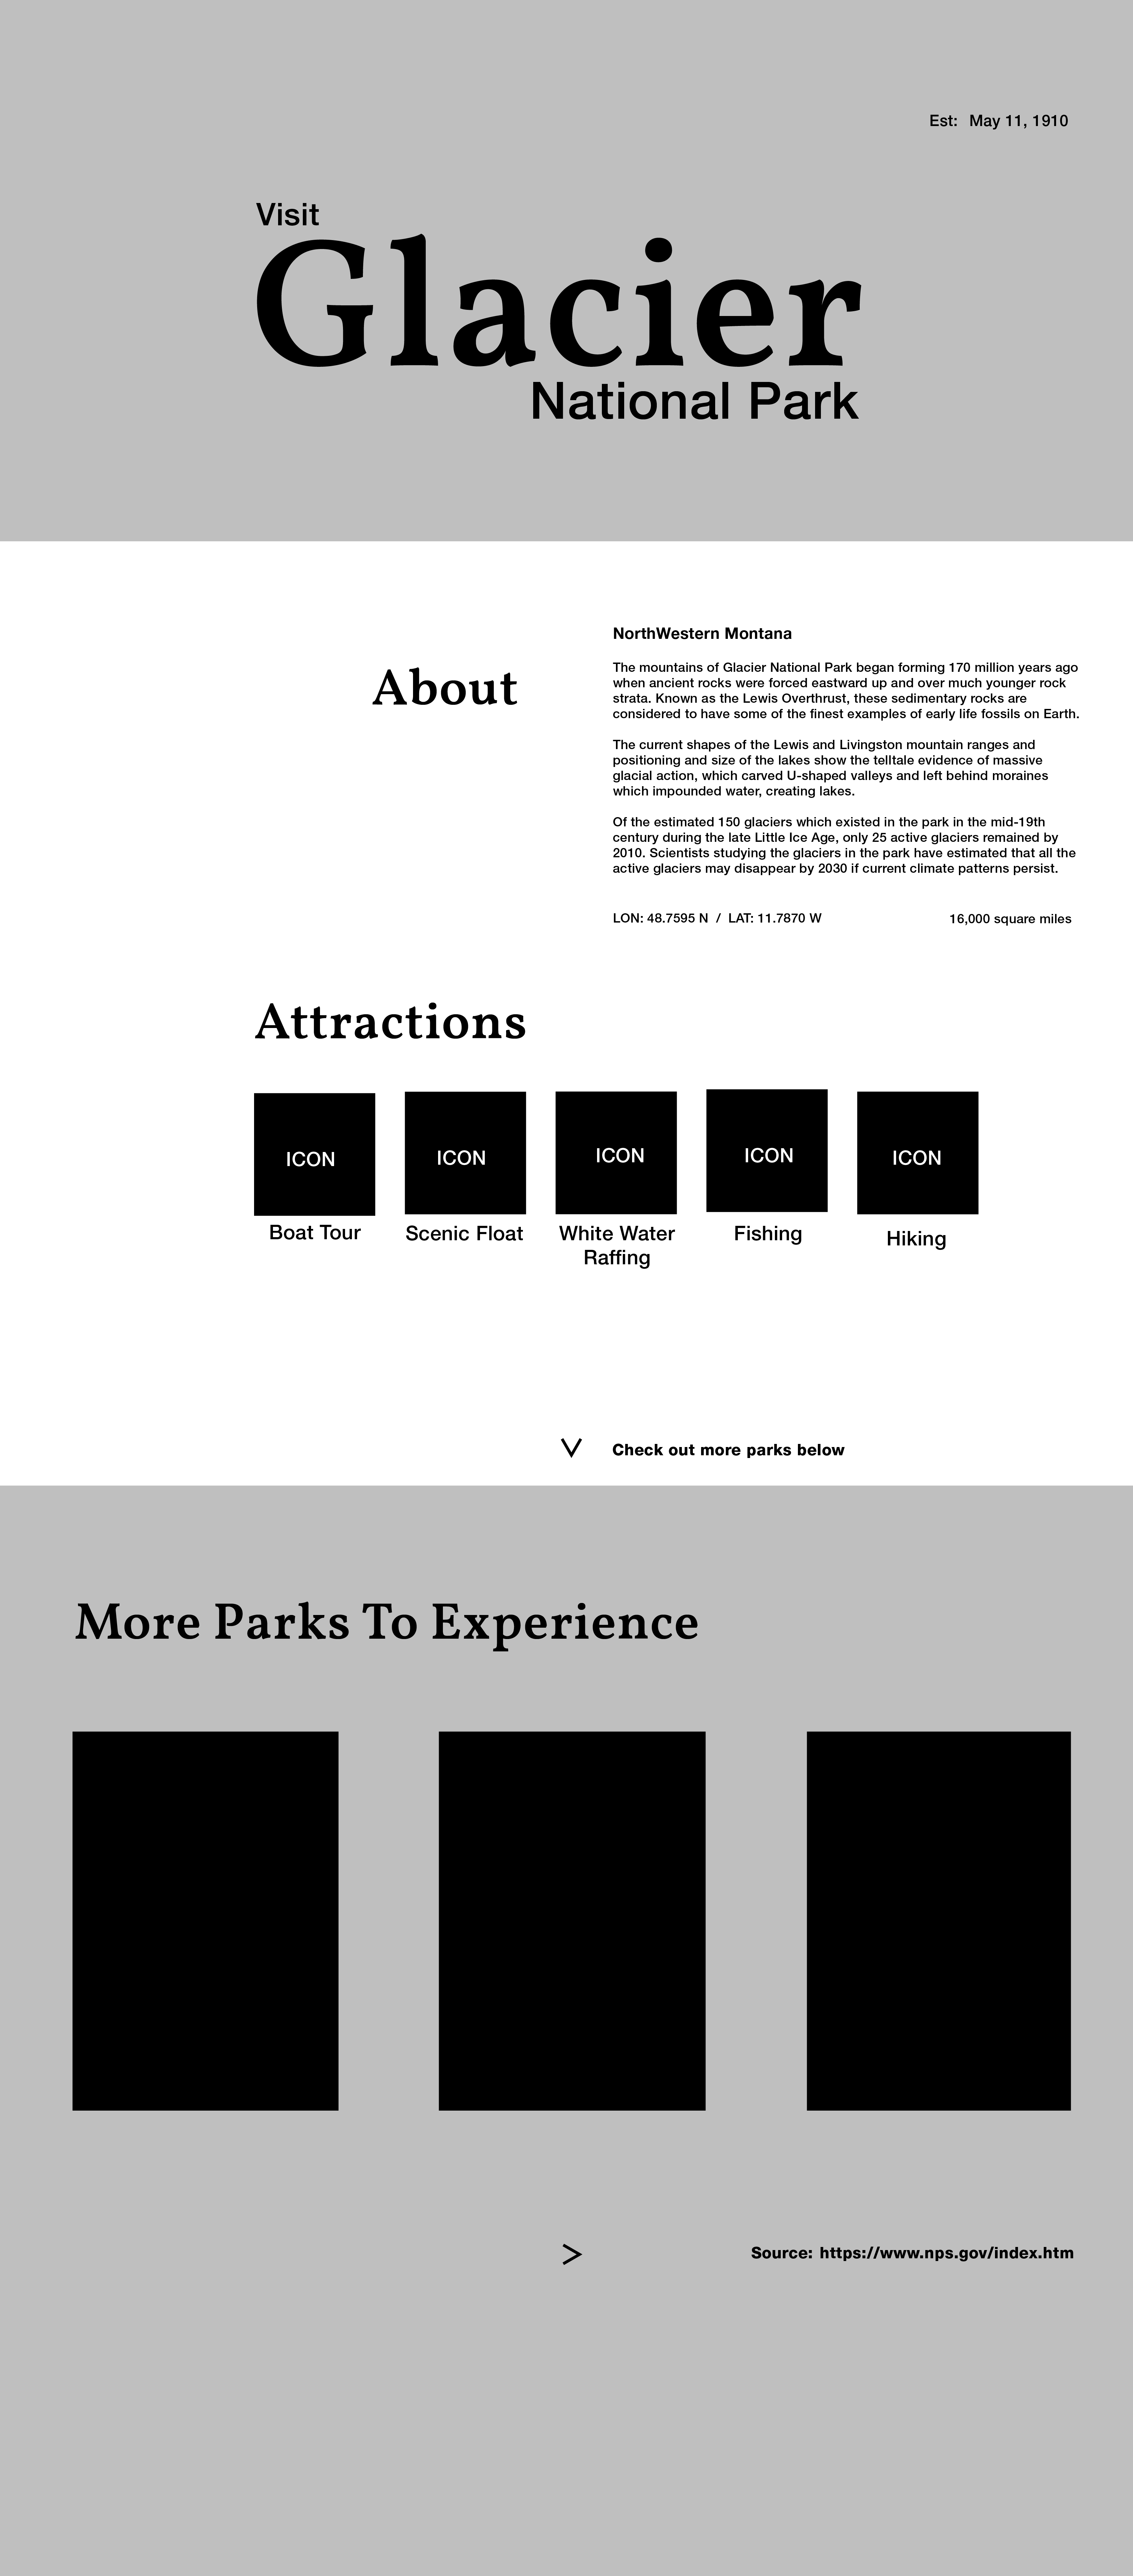 Est: May 11, 1910
Visit
Glacier
National Park
About
NorthWestern Montana
The mountains of Glacier National Park began forming 170 million years ago
when ancient rocks were forced eastward up and over much younger rock
strata. Known as the Lewis Overthrust, these sedimentary rocks are
considered to have some of the finest examples of early life fossils on Earth.
The current shapes of the Lewis and Livingston mountain ranges and
positioning and size of the lakes show the telltale evidence of massive
glacial action, which carved U-shaped valleys and left behind moraines
which impounded water, creating lakes.
Of the estimated 150 glaciers which existed in the park in the mid-19th
century during the late Little Ice Age, only 25 active glaciers remained by
2010. Scientists studying the glaciers in the park have estimated that all the
active glaciers may disappear by 2030 if current climate patterns persist.
LON: 48.7595 N / LAT: 11.7870 W
16,000 square miles
Attractions
ICON
Boat Tour
ICON
Scenic Float
ICON
White Water
Raffing
ICON
Fishing
ICON
Hiking
Check out more parks below
More Parks To Experience
Source: https://www.nps.gov/index.htm